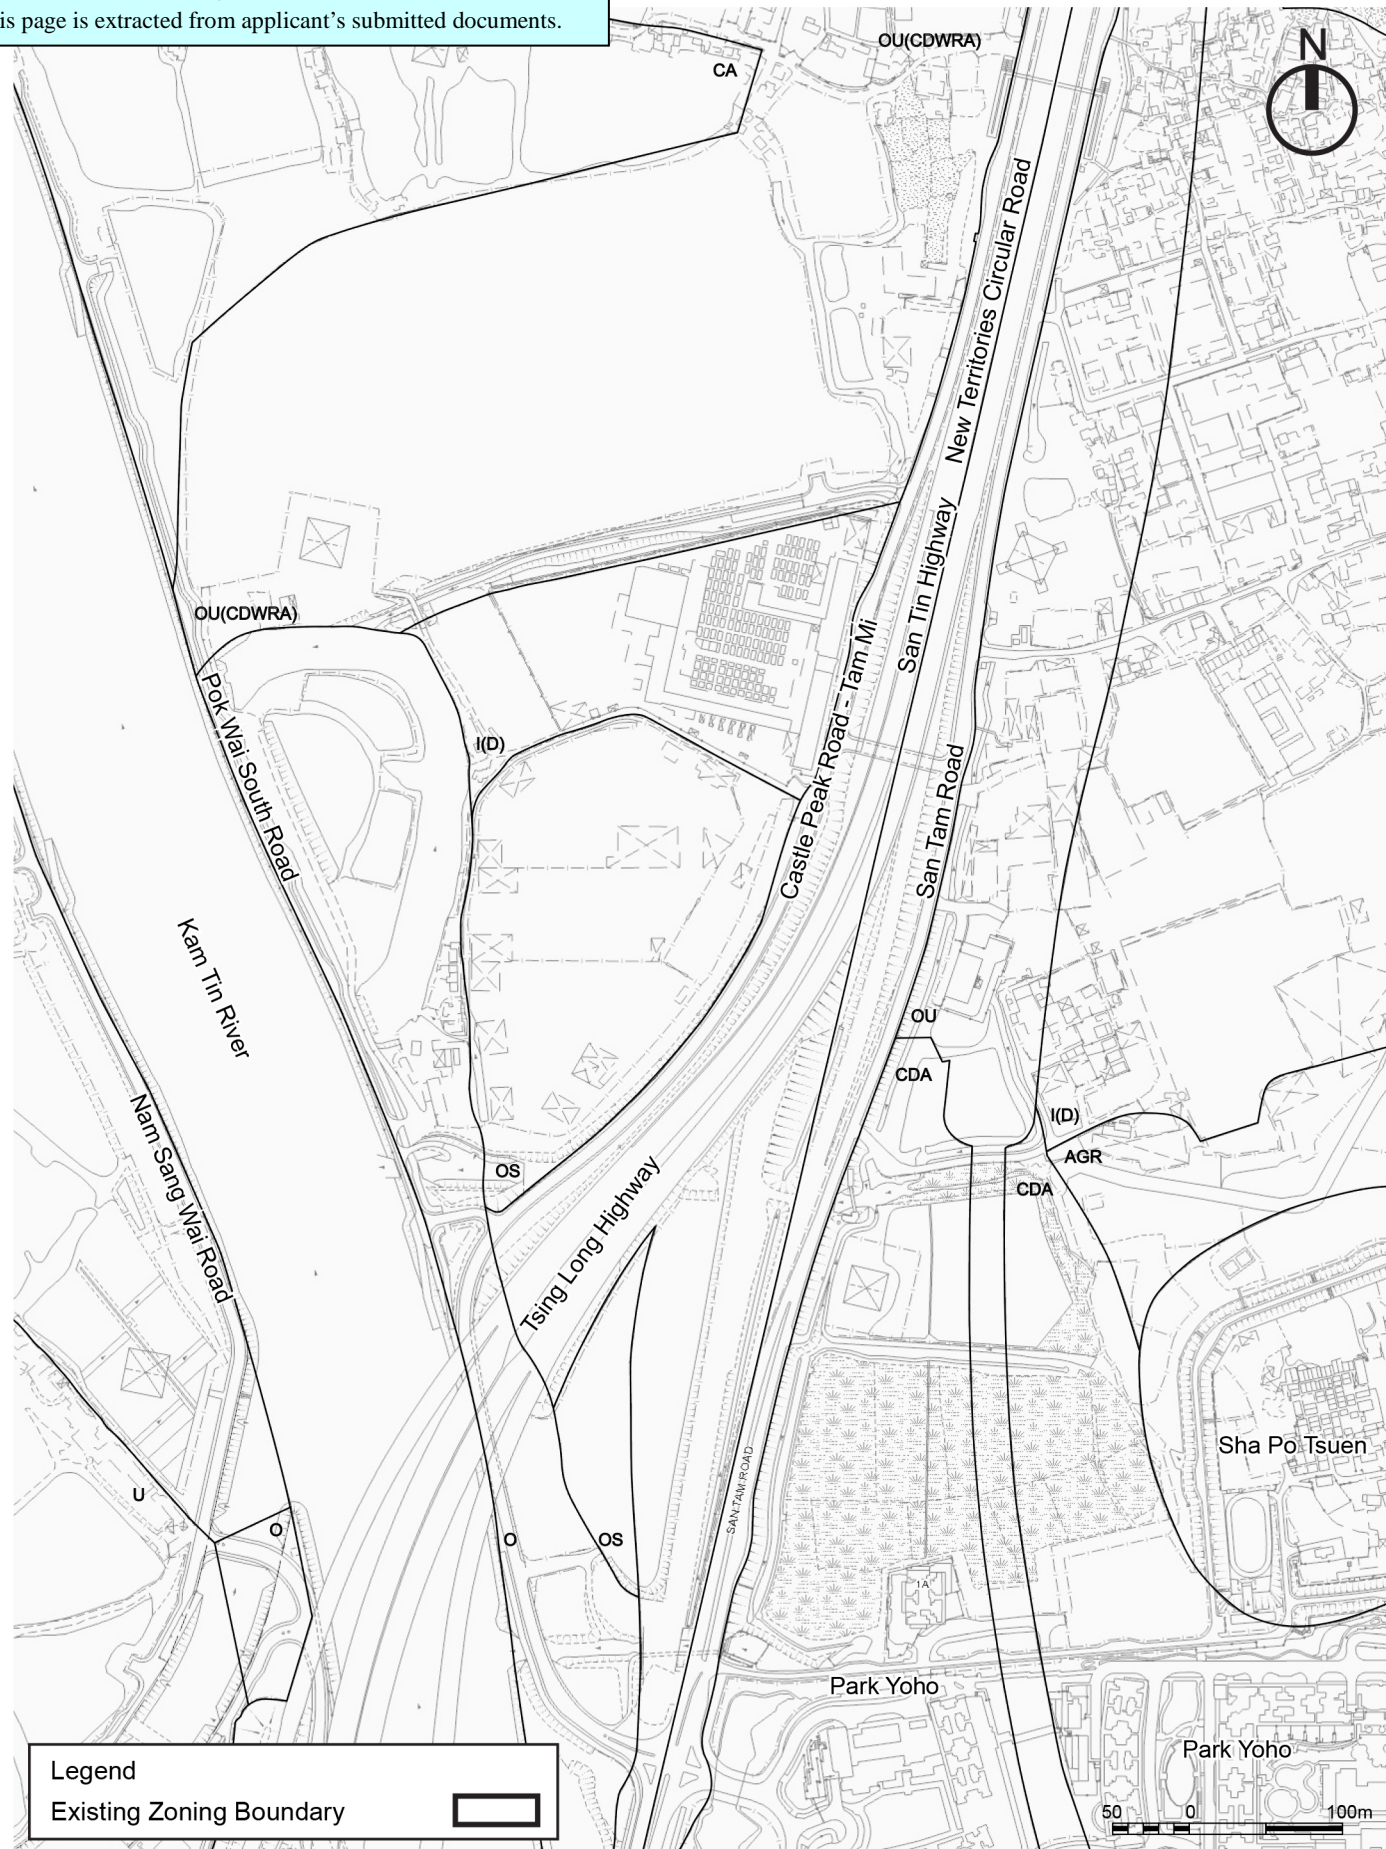 is page is extracted from applicant's submitted documents.
OU(CDWRA)
CA
N
New Territories Circular Road
San Tin Highway
OU(CDWRA)
Castle Peak Road - Tam Mi
Pok Wai South Road
I(D)
San Tam Road
Kam Tin River
OU
CDA
Nam Sang Wai Road
I(D)
AGR
OS
CDA
Tsing Long Highway
Sha Po Tsuen
SAN TAM ROAD
U
O
O
OS
1A
Park Yoho
Park Yoho
Legend
Existing Zoning Boundary
50 0 100m